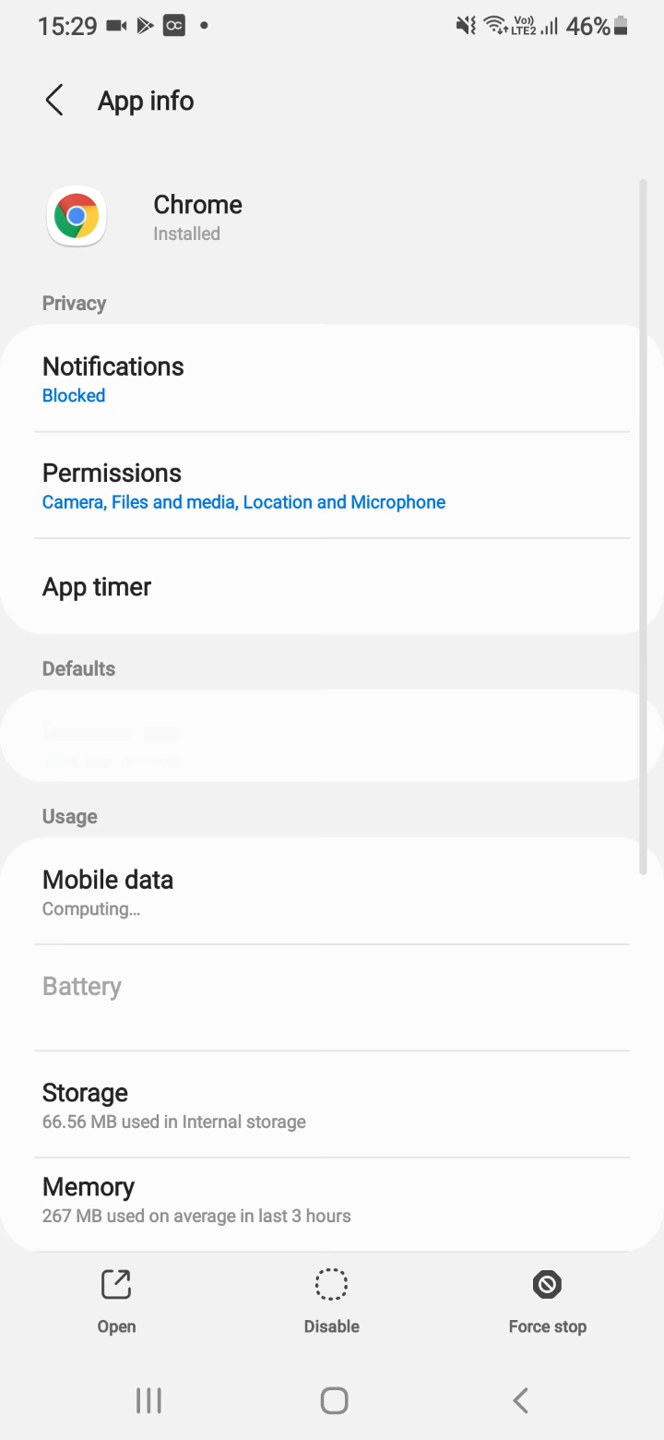 15:29
Vo))
LTE2
46%
App info
Chrome
Installed
Privacy
Notifications
Blocked
Permissions
Camera, Files and media, Location and Microphone
App timer
Defaults
Usage
Mobile data
Computing...
Battery
Storage
66.56 MB used in Internal storage
Memory
267 MB used on average in last 3 hours
Open
Disable
Force stop